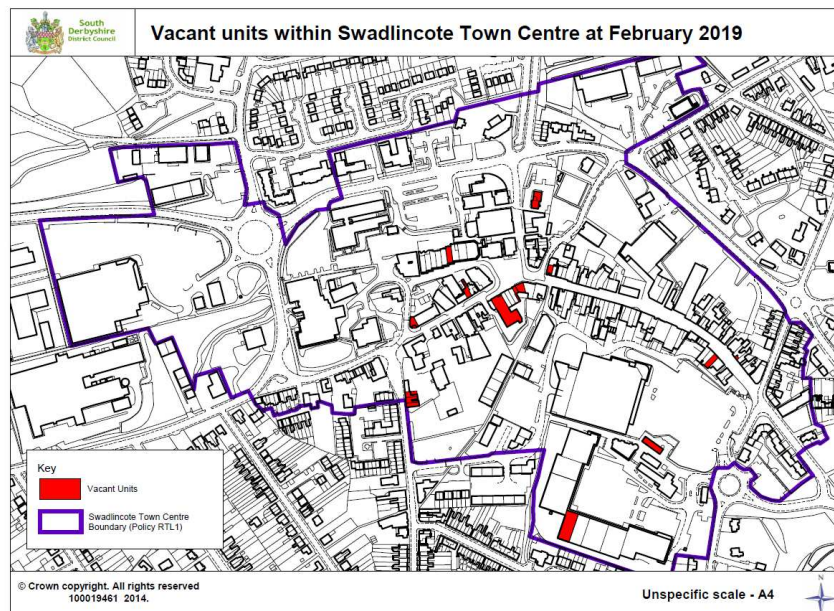 South
Derbyshire
District Council
Vacant units within Swadlincote Town Centre at February 2019
Key
Vacant Units
Swadlincote Town Centre
Boundary (Policy RTL1)
© Crown copyright. All rights reserved
100019461 2014.
Unspecific scale - A4
N